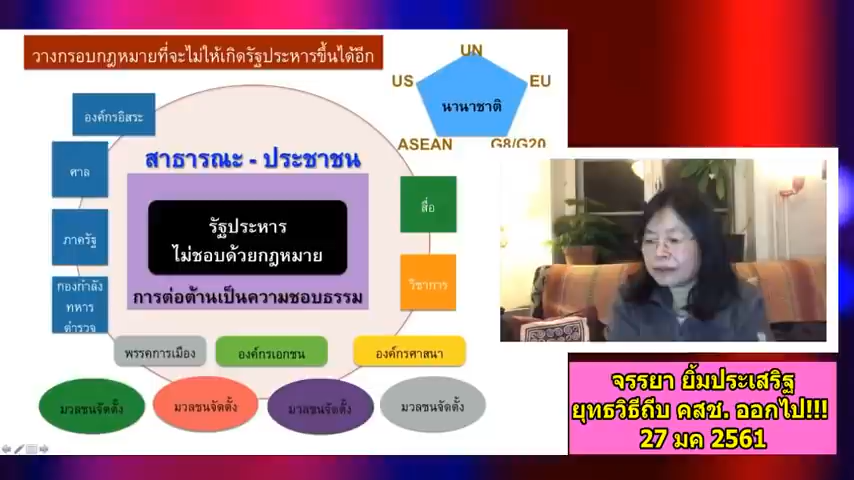 วางกรอบกฎหมายที่จะไม่ให้เกิดรัฐประหารขึ้นได้อีก
UN
US
EU
นานาชาติ
ASEAN
G8/G20
องค์กรอิสระ
สาธารณะ - ประชาชน
ศาล
สื่อ
รัฐประหาร
ไม่ชอบด้วยกฎหมาย
ภาครัฐ
วิชาการ
กองกำลัง
ทหาร
ตำรวจ
การต่อต้านเป็นความชอบธรรม
พรรคการเมือง
องค์กรเอกชน
องค์กรศาสนา
มวลชนจัดตั้ง
มวลชนจัดตั้ง
มวลชนจัดตั้ง
มวลชนจัดตั้ง
จรรยา ยิ้มประเสริฐ
ยุทธวิธีถีบ คสช. ออกไป!!!
27 มค 2561